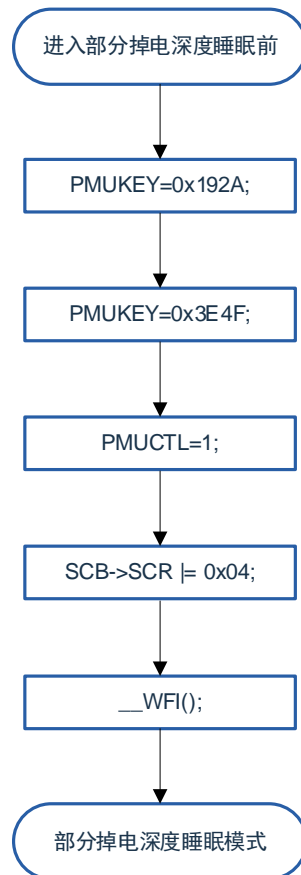 进入部分掉电深度睡眠前
PMUKEY=0x192A;
PMUKEY=0x3E4F;
PMUCTL=1;
SCB->SCR |= 0x04;
__WFI();
部分掉电深度睡眠模式